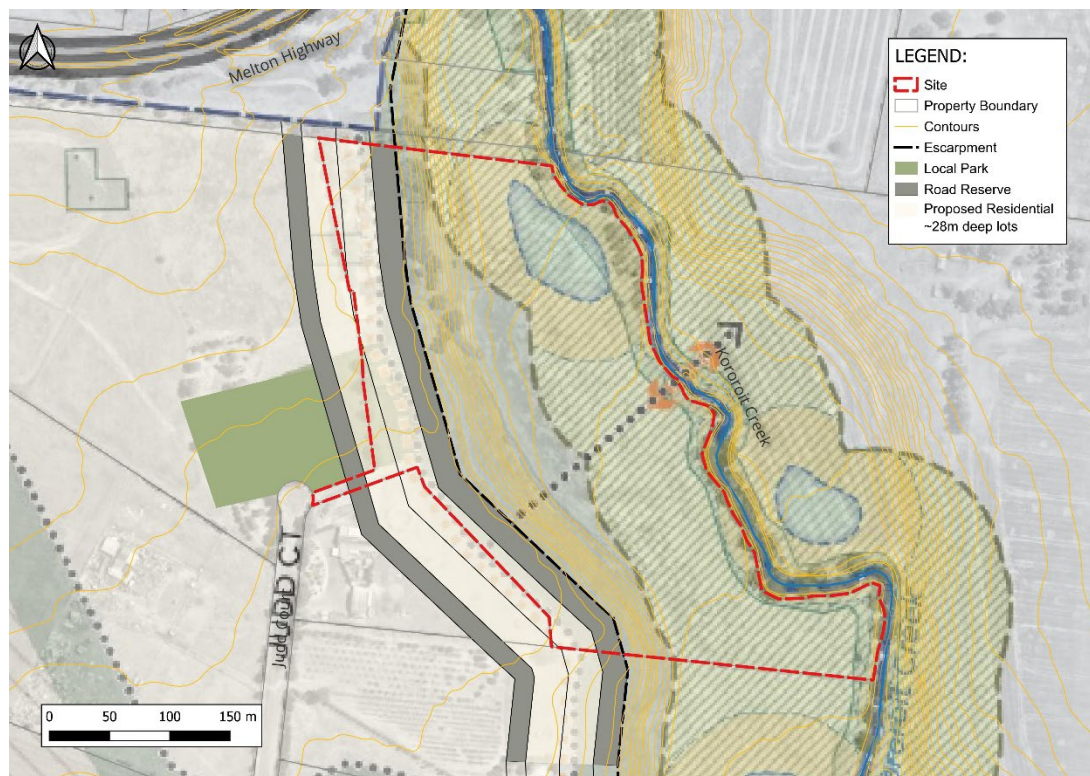 Melton Highway
LEGEND:
Site
Property Boundary
Contours
Escarpment
Local Park
Road Reserve
Proposed Residential
~28m deep lots
Kororoit Creek
JUDD CT
Judd Court
0 50 100 150 m